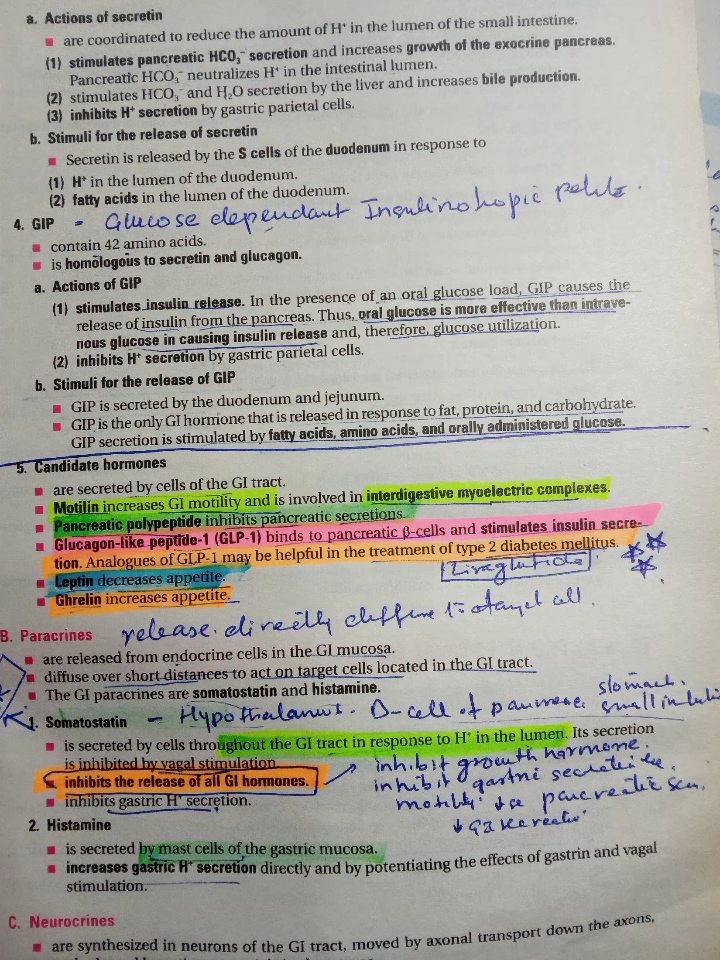 a. Actions of secretin
■ are coordinated to reduce the amount of H⁺ in the lumen of the small intestine.
(1) stimulates pancreatic HCO₃⁻ secretion and increases growth of the exocrine pancreas.
Pancreatic HCO₃⁻ neutralizes H⁺ in the intestinal lumen.
(2) stimulates HCO₃⁻ and H₂O secretion by the liver and increases bile production.
(3) inhibits H⁺ secretion by gastric parietal cells.
b. Stimuli for the release of secretin
■ Secretin is released by the S cells of the duodenum in response to
(1) H⁺ in the lumen of the duodenum.
(2) fatty acids in the lumen of the duodenum.
4. GIP - Glucose dependant Insulinotropic
■ contain 42 amino acids.
■ is homologous to secretin and glucagon.
a. Actions of GIP
(1) stimulates insulin release. In the presence of an oral glucose load, GIP causes the
release of insulin from the pancreas. Thus, oral glucose is more effective than intrave-
nous glucose in causing insulin release and, therefore, glucose utilization.
(2) inhibits H⁺ secretion by gastric parietal cells.
b. Stimuli for the release of GIP
■ GIP is secreted by the duodenum and jejunum.
■ GIP is the only GI hormone that is released in response to fat, protein, and carbohydrate.
GIP secretion is stimulated by fatty acids, amino acids, and orally administered glucose.
5. Candidate hormones
■ are secreted by cells of the GI tract.
■ Motilin increases GI motility and is involved in interdigestive myoelectric complexes.
■ Pancreatic polypeptide inhibits pancreatic secretions.
■ Glucagon-like peptide-1 (GLP-1) binds to pancreatic β-cells and stimulates insulin secre-
tion. Analogues of GLP-1 may be helpful in the treatment of type 2 diabetes mellitus.
Liraglutide
■ Leptin decreases appetite.
■ Ghrelin increases appetite.
B. Paracrines release directly diffuse to target cell.
■ are released from endocrine cells in the GI mucosa.
■ diffuse over short distances to act on target cells located in the GI tract.
■ The GI paracrines are somatostatin and histamine.
1. Somatostatin - Hypothalamus. D-cell of pancreas, stomach.
small
■ is secreted by cells throughout the GI tract in response to H⁺ in the lumen. Its secretion
is inhibited by vagal stimulation.
inhibit growth hormone.
■ inhibits the release of all GI hormones.
inhibit gastric
■ inhibits gastric H⁺ secretion.
motility. pancreatic
2. Histamine
■ is secreted by mast cells of the gastric mucosa.
■ increases gastric H⁺ secretion directly and by potentiating the effects of gastrin and vagal
stimulation.
C. Neurocrines
■ are synthesized in neurons of the GI tract, moved by axonal transport down the axons,